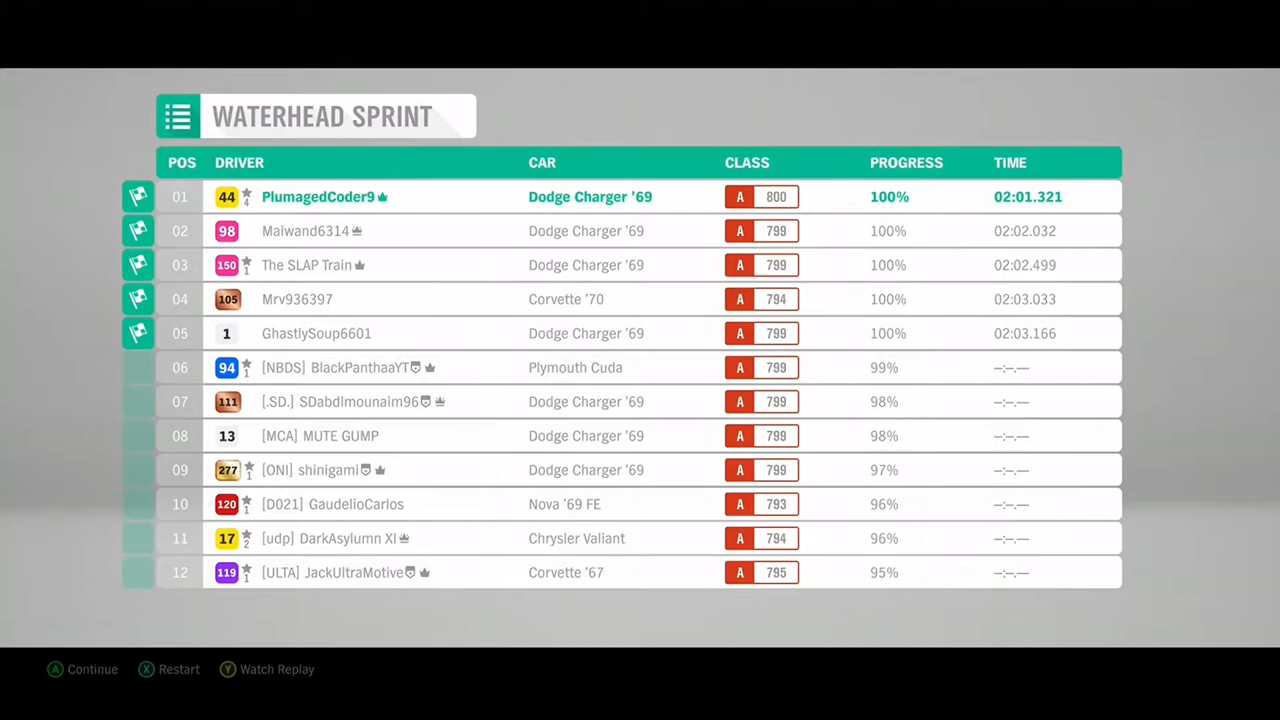 WATERHEAD SPRINT
POS DRIVER CAR CLASS PROGRESS TIME
01 44 4 PlumagedCoder9 Dodge Charger '69 A 800 100% 02:01.321
02 98 Maiwand6314 Dodge Charger '69 A 799 100% 02:02.032
03 150 1 The SLAP Train Dodge Charger '69 A 799 100% 02:02.499
04 105 Mrv936397 Corvette '70 A 794 100% 02:03.033
05 1 GhastlySoup6601 Dodge Charger '69 A 799 100% 02:03.166
06 94 1 [NBDS] BlackPanthaaYT Plymouth Cuda A 799 99% --:--.---
07 111 [.SD.] SDabdlmounaim96 Dodge Charger '69 A 799 98% --:--.---
08 13 [MCA] MUTE GUMP Dodge Charger '69 A 799 98% --:--.---
09 277 1 [ONI] shinigami Dodge Charger '69 A 799 97% --:--.---
10 120 1 [D021] GaudelioCarlos Nova '69 FE A 793 96% --:--.---
11 17 2 [udp] DarkAsylumn XI Chrysler Valiant A 794 96% --:--.---
12 119 1 [ULTA] JackUltraMotive Corvette '67 A 795 95% --:--.---
A Continue X Restart Y Watch Replay